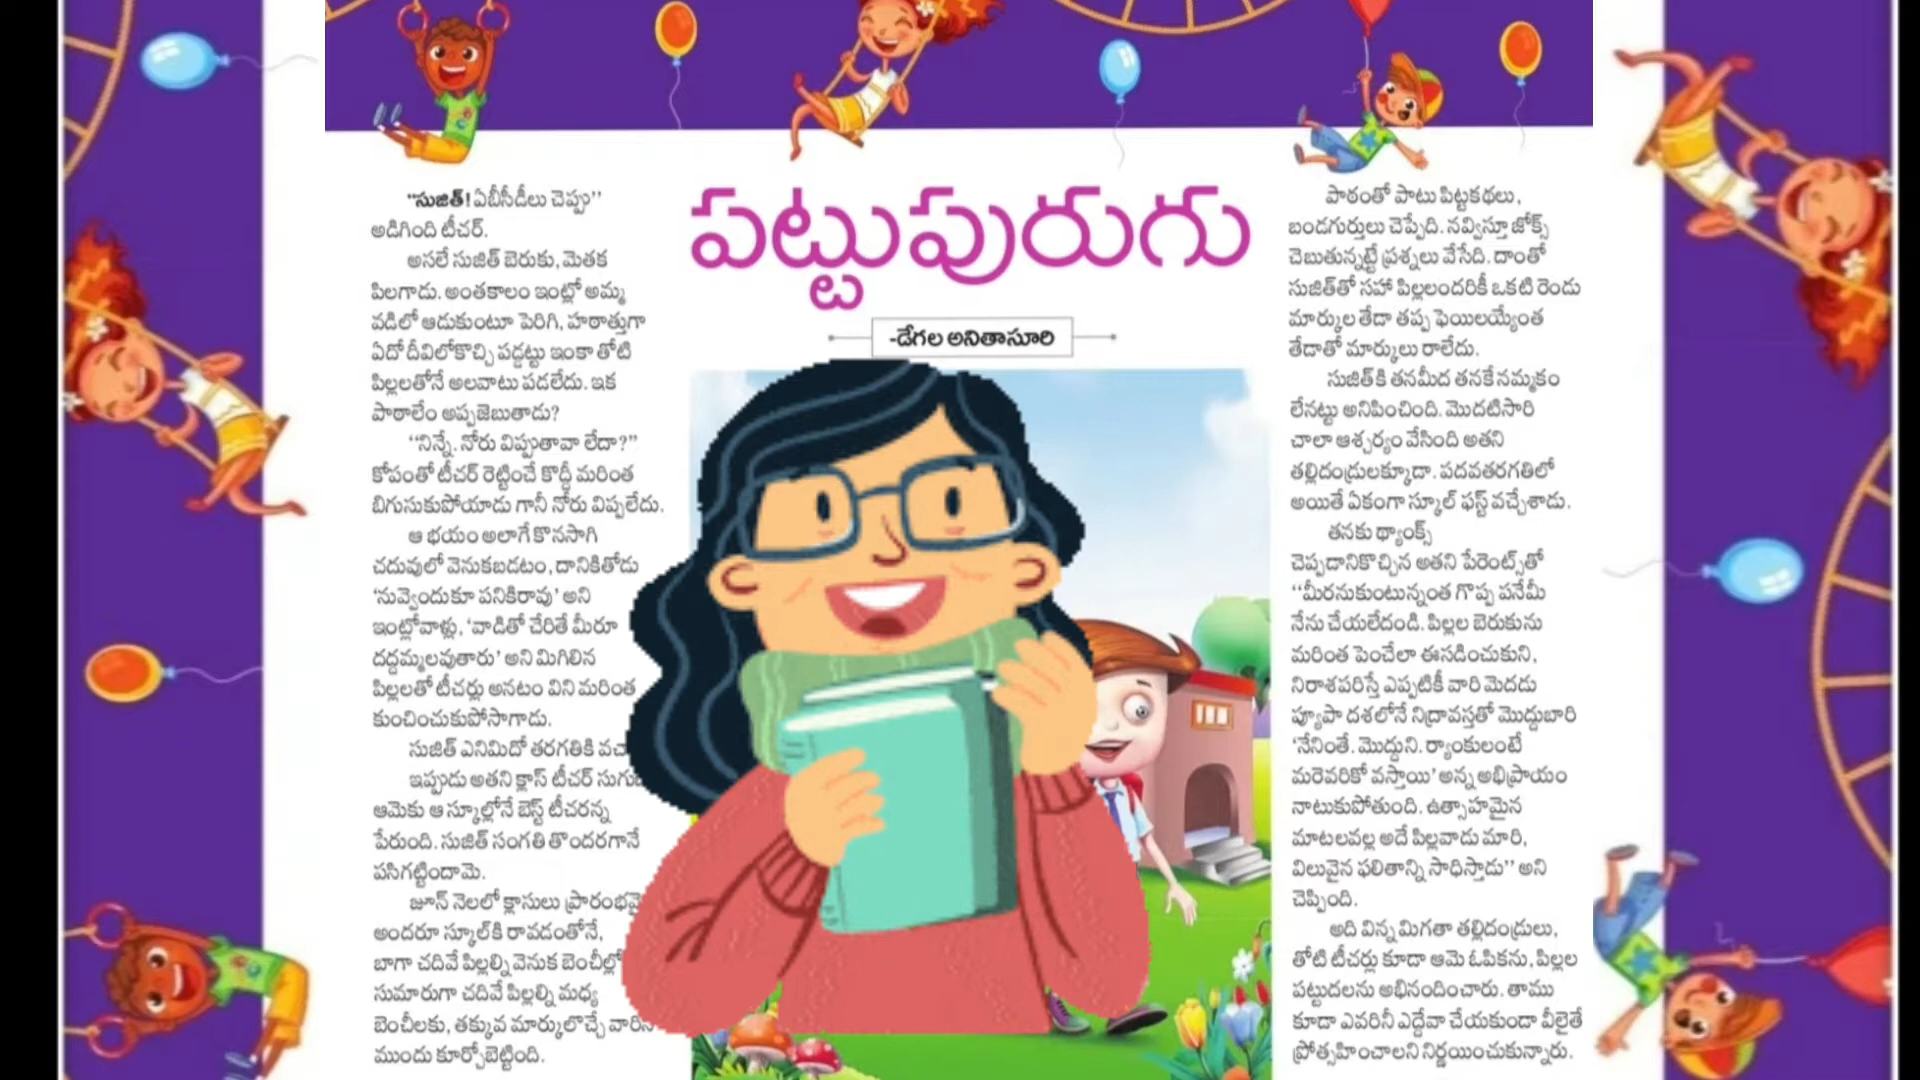 పట్టుపురుగు
-డేగల అనితాసూరి
"సుజిత్! ఏబీసీడీలు చెప్పు"
అడిగింది టీచర్.
అసలే సుజిత్ బెరుకు, మెతక
పిలగాడు. అంతకాలం ఇంట్లో అమ్మ
వడిలో ఆడుకుంటూ పెరిగి, హఠాత్తుగా
ఏదో దీవిలోకొచ్చి పడ్డట్టు ఇంకా తోటి
పిల్లలతోనే అలవాటు పడలేదు. ఇక
పాఠాలేం అప్పజెబుతాడు?
"నిన్నే. నోరు విప్పుతావా లేదా?"
కోపంతో టీచర్ రెట్టించే కొద్దీ మరింత
బిగుసుకుపోయాడు గానీ నోరు విప్పలేదు.
ఆ భయం అలాగే కొనసాగి
చదువులో వెనుకబడటం, దానికితోడు
'నువ్వెందుకూ పనికిరావు' అని
ఇంట్లోవాళ్లు, 'వాడితో చేరితే మీరూ
దద్దమ్మలవుతారు' అని మిగిలిన
పిల్లలతో టీచర్లు అనటం విని మరింత
కుంచించుకుపోసాగాడు.
సుజిత్ ఎనిమిదో తరగతికి
ఇప్పుడు అతని క్లాస్ టీచర్
ఆమెకు ఆ స్కూల్లోనే బెస్ట్ టీచరన్న
పేరుంది. సుజిత్ సంగతి తొందరగానే
పసిగట్టిందామె.
జూన్ నెలలో క్లాసులు
అందరూ స్కూల్‌కి రావడంతోనే,
బాగా చదివే పిల్లల్ని వెనుక బెంచీల్లో
సుమారుగా చదివే పిల్లల్ని మధ్య
బెంచీలకు, తక్కువ మార్కులొచ్చే
ముందు కూర్చోబెట్టింది.
పాఠంతో పాటు పిట్టకథలు,
బండగుర్తులు చెప్పేది. నవ్విస్తూ జోక్స్
చెబుతున్నట్టే ప్రశ్నలు వేసేది. దాంతో
సుజిత్‌తో సహా పిల్లలందరికీ ఒకటి రెండు
మార్కుల తేడా తప్ప ఫెయిలయ్యేంత
తేడాతో మార్కులు రాలేదు.
సుజిత్‌కి తనమీద తనకే నమ్మకం
లేనట్టు అనిపించింది. మొదటిసారి
చాలా ఆశ్చర్యం వేసింది అతని
తల్లిదండ్రులక్కూడా. పదవతరగతిలో
అయితే ఏకంగా స్కూల్ ఫస్ట్ వచ్చేశాడు.
తనకు థ్యాంక్స్
చెప్పడానికొచ్చిన అతని పేరెంట్స్‌తో
"మీరనుకుంటున్నంత గొప్ప పనేమీ
నేను చేయలేదండి. పిల్లల బెరుకును
మరింత పెంచేలా ఈసడించుకుని,
నిరాశపరిస్తే ఎప్పటికీ వారి మెదడు
ప్యూపా దశలోనే నిద్రావస్తతో మొద్దుబారి
'నేనింతే. మొద్దుని. ర్యాంకులంటే
మరెవరికో వస్తాయి' అన్న అభిప్రాయం
నాటుకుపోతుంది. ఉత్సాహమైన
మాటలవల్ల అదే పిల్లవాడు మారి,
విలువైన ఫలితాన్ని సాధిస్తాడు" అని
చెప్పింది.
అది విన్న మిగతా తల్లిదండ్రులు,
తోటి టీచర్లు కూడా ఆమె ఓపికను, పిల్లల
పట్టుదలను అభినందించారు. తాము
కూడా ఎవరినీ ఎద్దేవా చేయకుండా వీలైతే
ప్రోత్సహించాలని నిర్ణయించుకున్నారు.